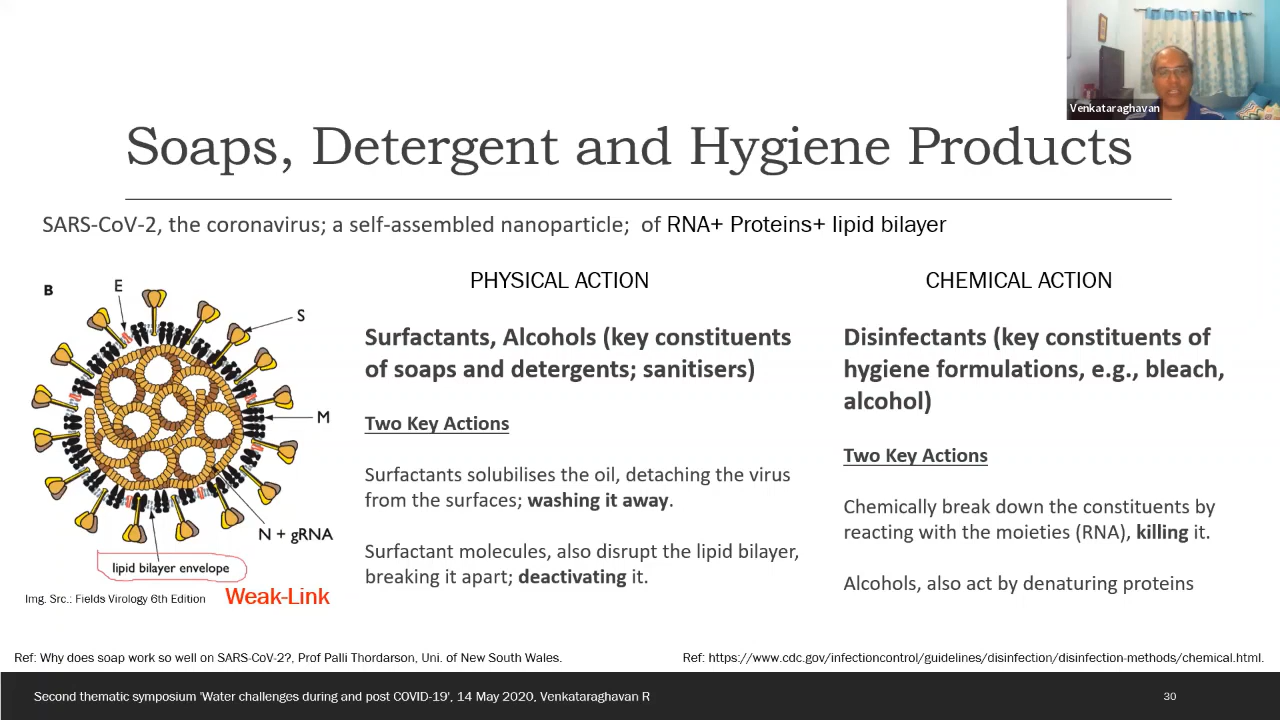 Venkataraghavan
Soaps, Detergent and Hygiene Products
SARS-CoV-2, the coronavirus; a self-assembled nanoparticle; of RNA+ Proteins+ lipid bilayer
B
E
S
M
N + gRNA
lipid bilayer envelope
Img. Src.: Fields Virology 6th Edition
Weak-Link
PHYSICAL ACTION
Surfactants, Alcohols (key constituents
of soaps and detergents; sanitisers)
Two Key Actions
Surfactants solubilises the oil, detaching the virus
from the surfaces; washing it away.
Surfactant molecules, also disrupt the lipid bilayer,
breaking it apart; deactivating it.
CHEMICAL ACTION
Disinfectants (key constituents of
hygiene formulations, e.g., bleach,
alcohol)
Two Key Actions
Chemically break down the constituents by
reacting with the moieties (RNA), killing it.
Alcohols, also act by denaturing proteins
Ref: Why does soap work so well on SARS-CoV-2?, Prof Palli Thordarson, Uni. of New South Wales.
Ref: https://www.cdc.gov/infectioncontrol/guidelines/disinfection/disinfection-methods/chemical.html.
Second thematic symposium 'Water challenges during and post COVID-19', 14 May 2020, Venkataraghavan R
30